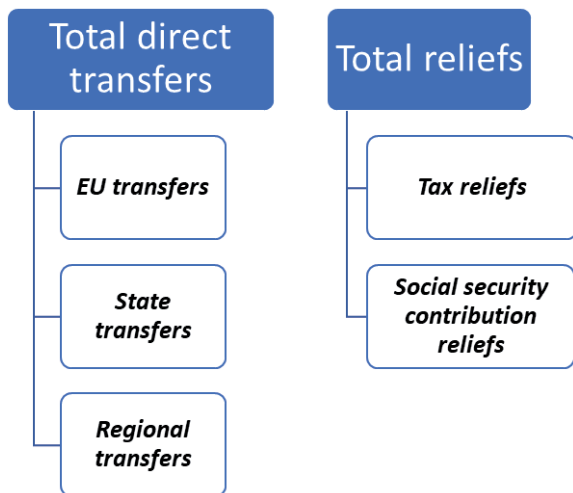 Total direct
transfers
EU transfers
State
transfers
Regional
transfers
Total reliefs
Tax reliefs
Social security
contribution
reliefs